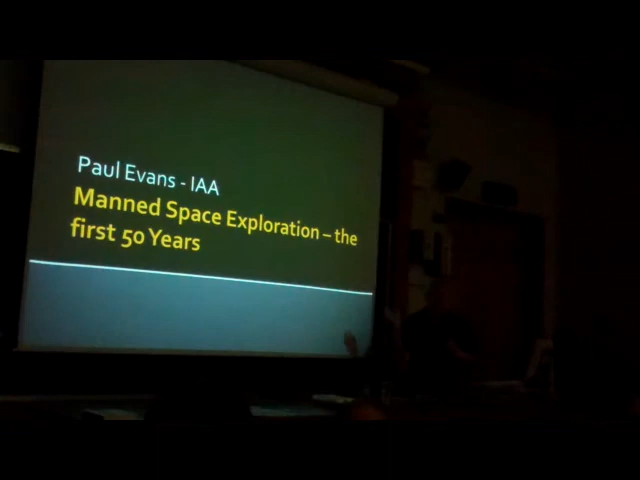 Paul Evans - IAA
Manned Space Exploration – the
first 50 Years